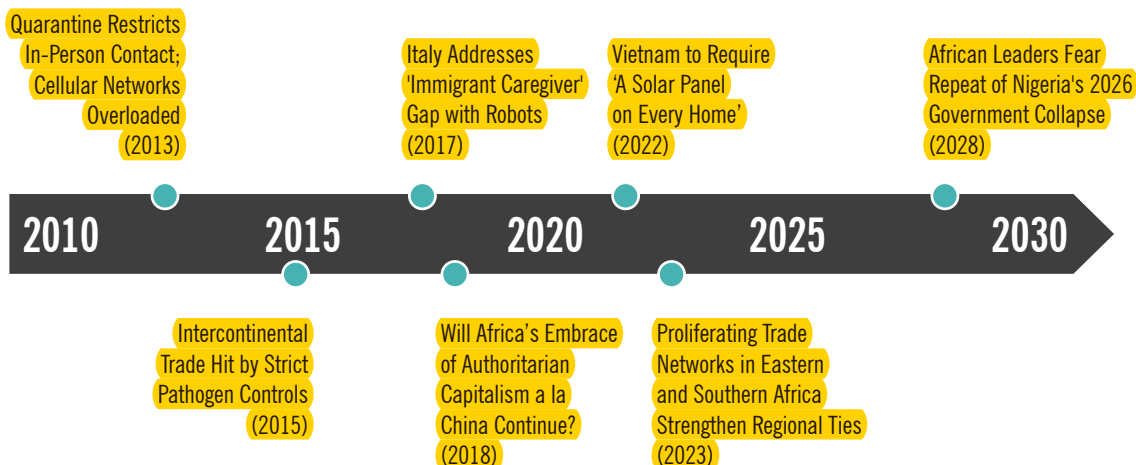 Quarantine Restricts
In-Person Contact;
Cellular Networks
Overloaded
(2013)
Italy Addresses
'Immigrant Caregiver'
Gap with Robots
(2017)
Vietnam to Require
‘A Solar Panel
on Every Home’
(2022)
African Leaders Fear
Repeat of Nigeria's 2026
Government Collapse
(2028)
2010 2015 2020 2025 2030
Intercontinental
Trade Hit by Strict
Pathogen Controls
(2015)
Will Africa’s Embrace
of Authoritarian
Capitalism a la
China Continue?
(2018)
Proliferating Trade
Networks in Eastern
and Southern Africa
Strengthen Regional Ties
(2023)